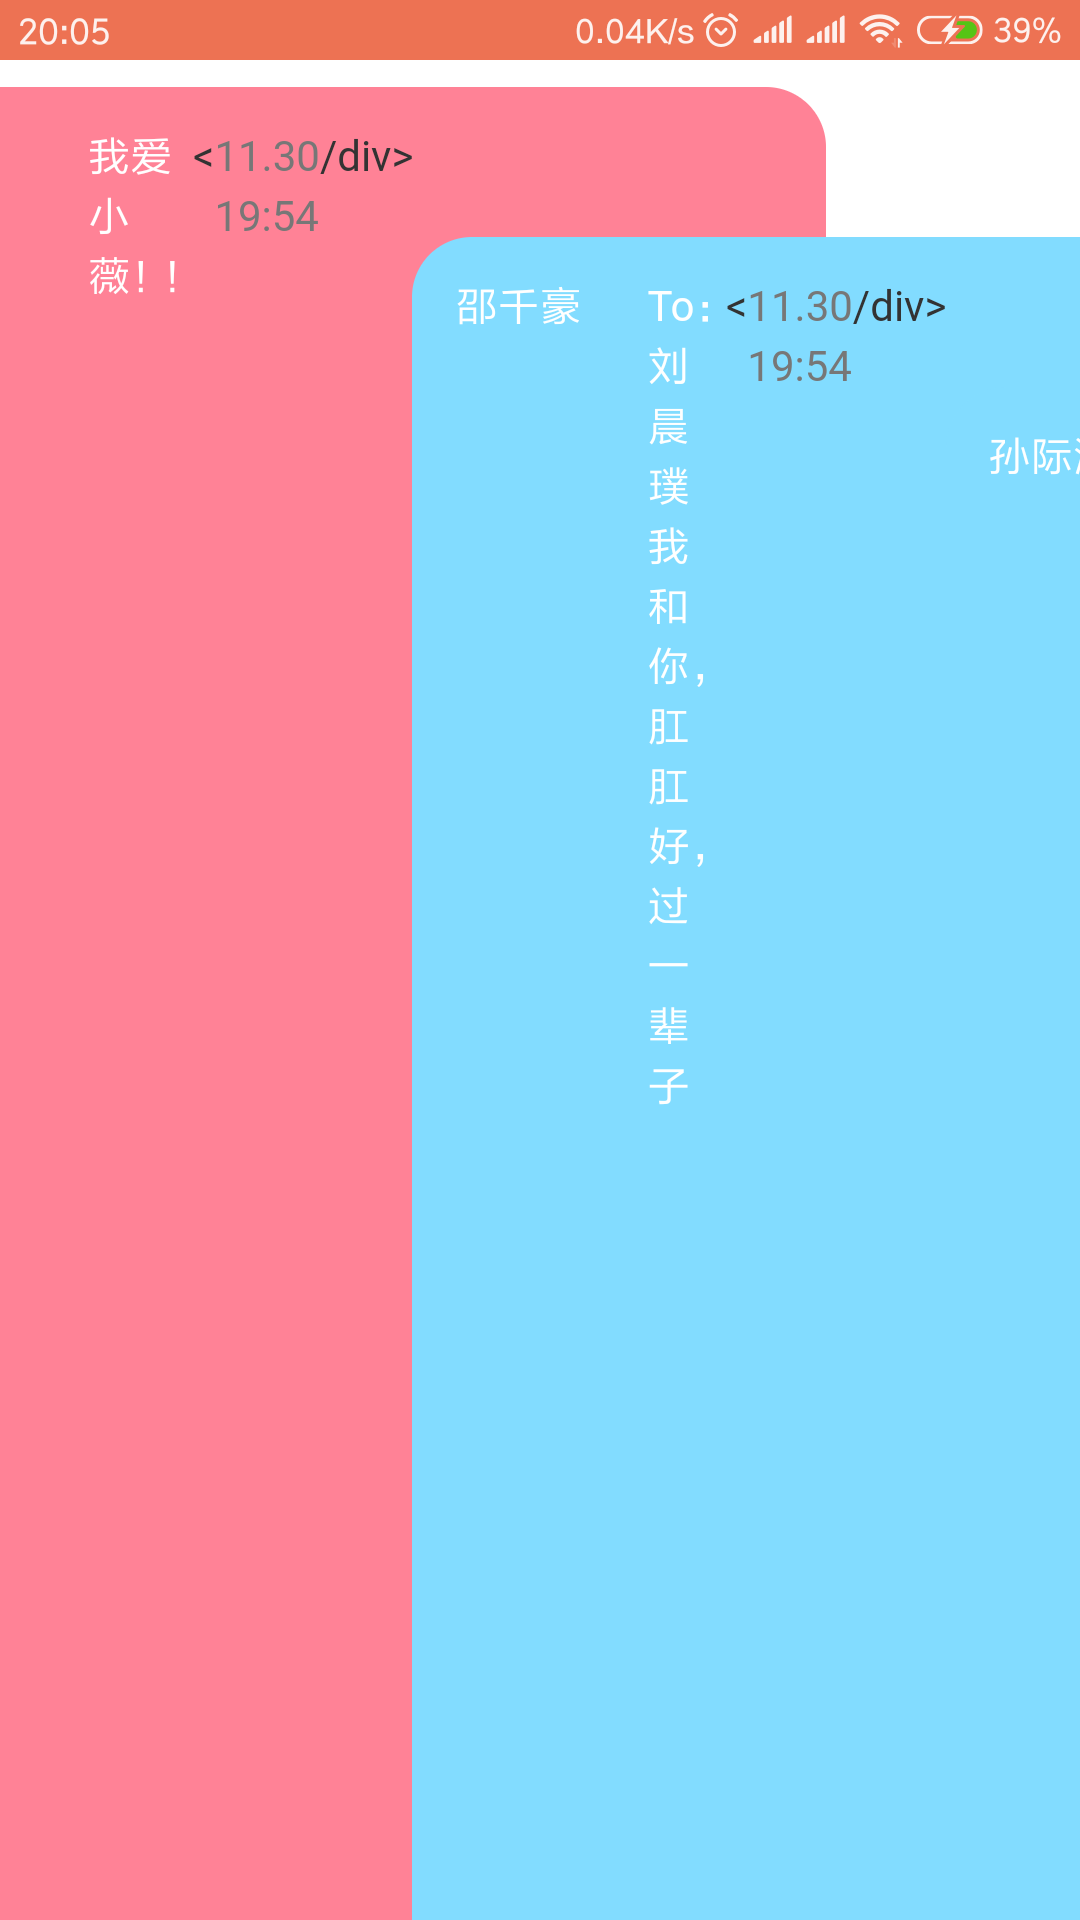 20:05 0.04K/s 39%
我爱 <11.30/div>
小 19:54
薇！！
邵千豪 To： <11.30/div>
刘 19:54
晨
孙际
璞
我
和
你，
肛
肛
好，
过
一
辈
子